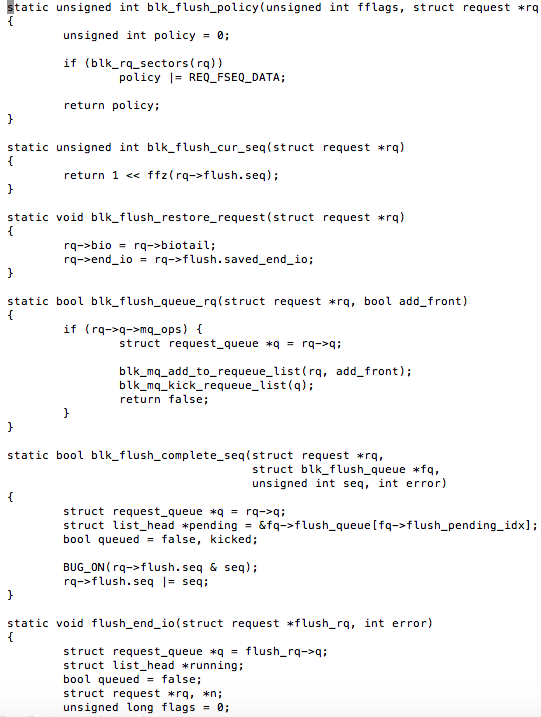 static unsigned int blk_flush_policy(unsigned int fflags, struct request *rq
{
        unsigned int policy = 0;

        if (blk_rq_sectors(rq))
                policy |= REQ_FSEQ_DATA;

        return policy;
}

static unsigned int blk_flush_cur_seq(struct request *rq)
{
        return 1 << ffz(rq->flush.seq);
}

static void blk_flush_restore_request(struct request *rq)
{
        rq->bio = rq->biotail;
        rq->end_io = rq->flush.saved_end_io;
}

static bool blk_flush_queue_rq(struct request *rq, bool add_front)
{
        if (rq->q->mq_ops) {
                struct request_queue *q = rq->q;

                blk_mq_add_to_requeue_list(rq, add_front);
                blk_mq_kick_requeue_list(q);
                return false;
        }
}

static bool blk_flush_complete_seq(struct request *rq,
                                   struct blk_flush_queue *fq,
                                   unsigned int seq, int error)
{
        struct request_queue *q = rq->q;
        struct list_head *pending = &fq->flush_queue[fq->flush_pending_idx];
        bool queued = false, kicked;

        BUG_ON(rq->flush.seq & seq);
        rq->flush.seq |= seq;
}

static void flush_end_io(struct request *flush_rq, int error)
{
        struct request_queue *q = flush_rq->q;
        struct list_head *running;
        bool queued = false;
        struct request *rq, *n;
        unsigned long flags = 0;